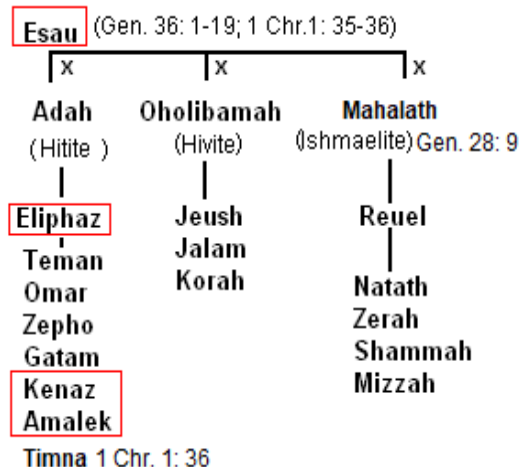 Esau (Gen. 36: 1-19; 1 Chr.1: 35-36)
x x x
Adah Oholibamah Mahalath
(Hitite ) (Hivite) (Ishmaelite) Gen. 28: 9
Eliphaz Jeush Reuel
Jalam
Teman
Korah
Omar Natath
Zepho Zerah
Gatam Shammah
Kenaz Mizzah
Amalek
Timna 1 Chr. 1: 36